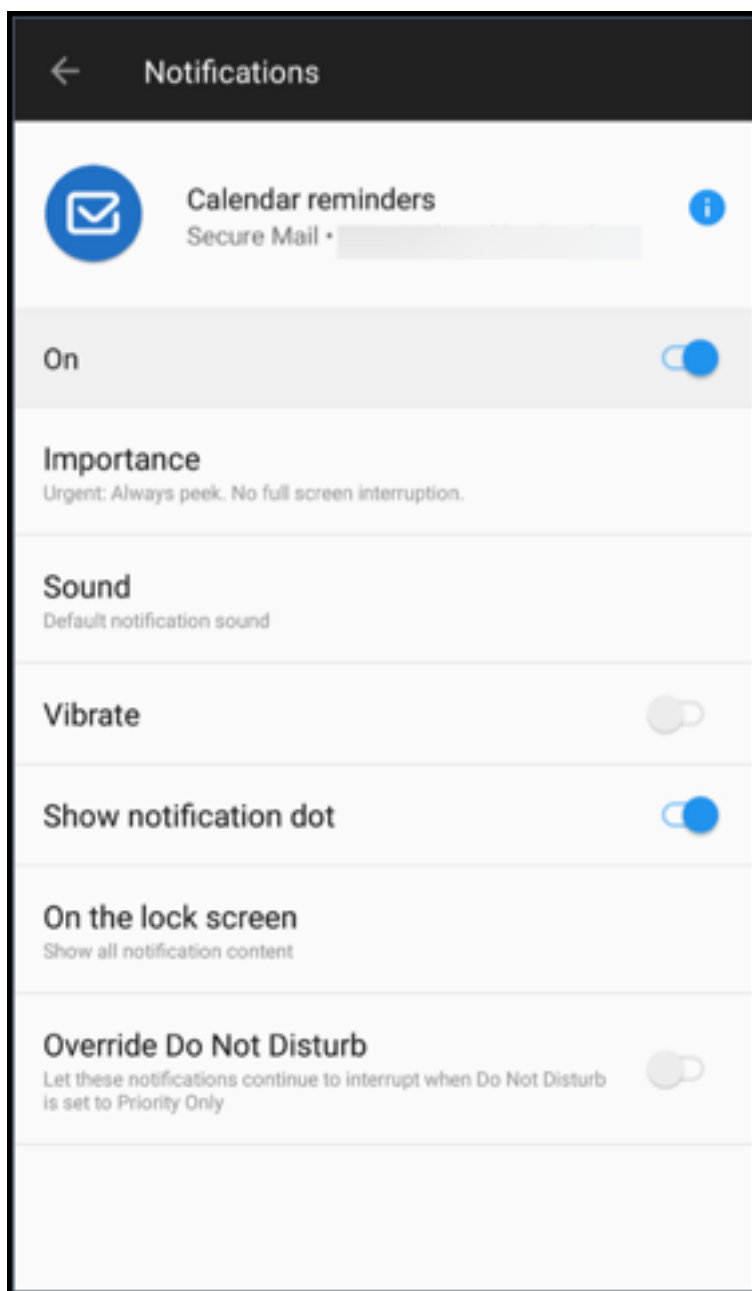 Notifications
Calendar reminders
Secure Mail •
On
Importance
Urgent: Always peek. No full screen interruption.
Sound
Default notification sound
Vibrate
Show notification dot
On the lock screen
Show all notification content
Override Do Not Disturb
Let these notifications continue to interrupt when Do Not Disturb
is set to Priority Only